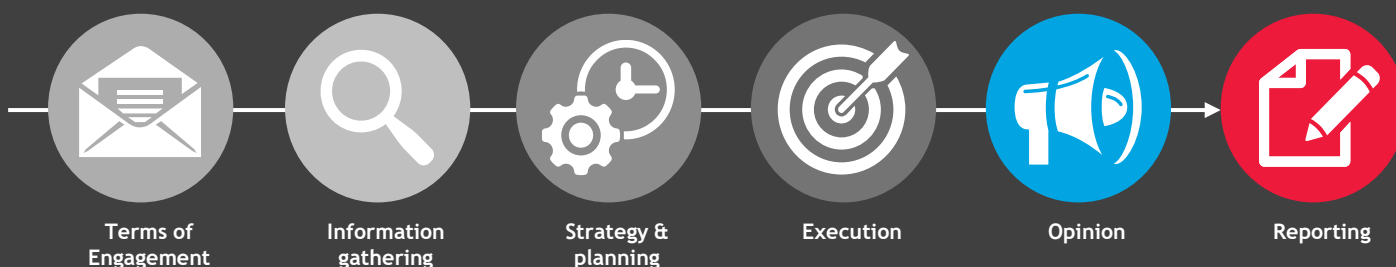 Terms of
Engagement
Information
gathering
Strategy &
planning
Execution
Opinion
Reporting